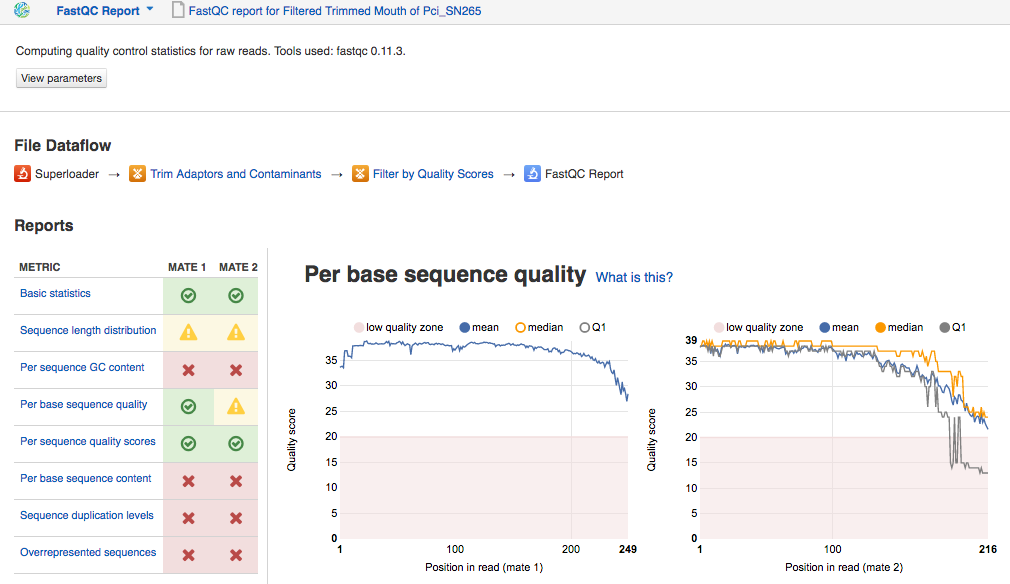 FastQC Report FastQC report for Filtered Trimmed Mouth of Pci_SN265
Computing quality control statistics for raw reads. Tools used: fastqc 0.11.3.
View parameters
File Dataflow
Superloader → Trim Adaptors and Contaminants → Filter by Quality Scores → FastQC Report
Reports
METRIC MATE 1 MATE 2
Basic statistics
Sequence length distribution
Per sequence GC content
Per base sequence quality
Per sequence quality scores
Per base sequence content
Sequence duplication levels
Overrepresented sequences
Per base sequence quality What is this?
low quality zone mean median Q1
35
30
25
20
15
10
5
0
Quality score
1 100 200 249
Position in read (mate 1)
low quality zone mean median Q1
39
35
30
25
20
15
10
5
0
Quality score
1 100 216
Position in read (mate 2)